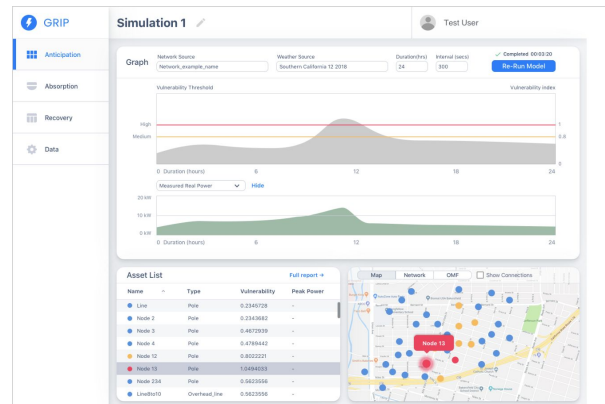 GRIP
Simulation 1
Test User
Anticipation
Absorption
Recovery
Data
Graph
Network Source
Network_example_name
Weather Source
Southern California 12 2018
Duration(hrs)
24
Interval (secs)
300
Completed 00:03:20
Re-Run Model
Vulnerability Threshold
Vulnerability Index
High
1
Medium
0.8
0
0 Duration (hours) 6 12 18 24
Measured Real Power
Hide
20 kW
10 kW
0 kW
0 Duration (hours) 6 12 18 24
Asset List
Full report →
Name Type Vulnerability Peak Power
Line Pole 0.2345728 -
Node 2 Pole 0.2343682 -
Node 3 Pole 0.4672939 -
Node 4 Pole 0.4789442 -
Node 12 Pole 0.8022221 -
Node 13 Pole 1.0494033 -
Node 234 Pole 0.5623556 -
Map Network OMF Show Connections
Node 13